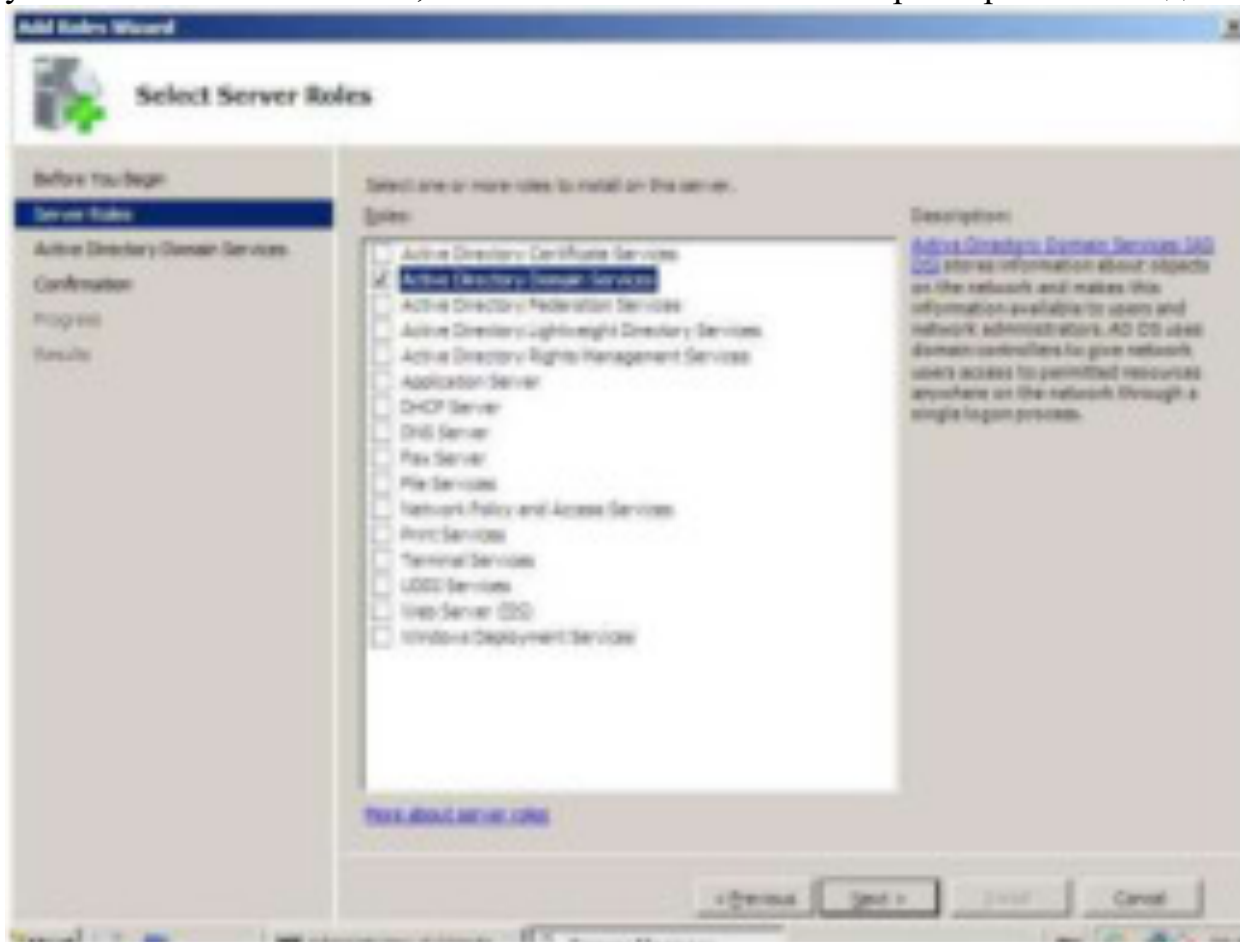 Add Roles Wizard
Select Server Roles
Before You Begin
Server Roles
Active Directory Domain Services
Confirmation
Progress
Results
Select one or more roles to install on this server.
Roles:
Active Directory Certificate Services
Active Directory Domain Services
Active Directory Federation Services
Active Directory Lightweight Directory Services
Active Directory Rights Management Services
Application Server
DHCP Server
DNS Server
Fax Server
File Services
Network Policy and Access Services
Print Services
Terminal Services
UDDI Services
Web Server (IIS)
Windows Deployment Services
More about server roles
Description:
Active Directory Domain Services (AD
DS) stores information about objects
on the network and makes this
information available to users and
network administrators. AD DS uses
domain controllers to give network
users access to permitted resources
anywhere on the network through a
single logon process.
< Previous
Next >
Install
Cancel